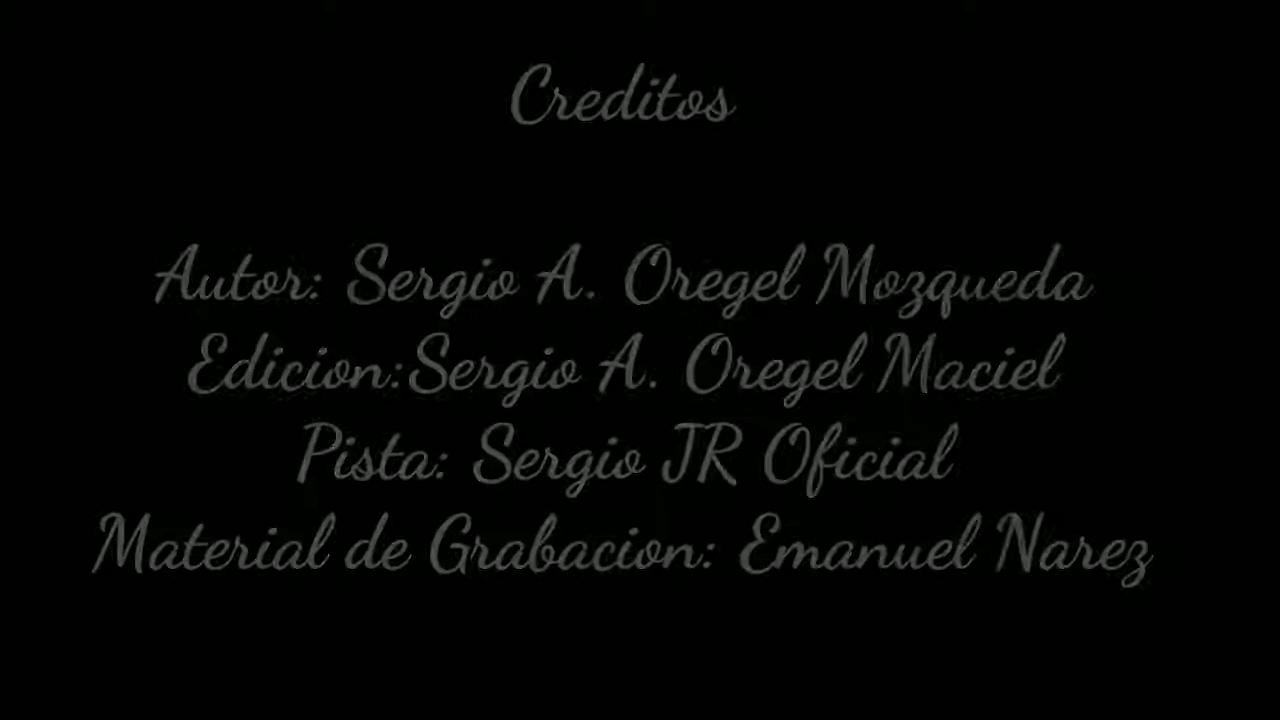 Creditos
Autor: Sergio A. Oregel Mozqueda
Edicion:Sergio A. Oregel Maciel
Pista: Sergio JR Oficial
Material de Grabacion: Emanuel Narez